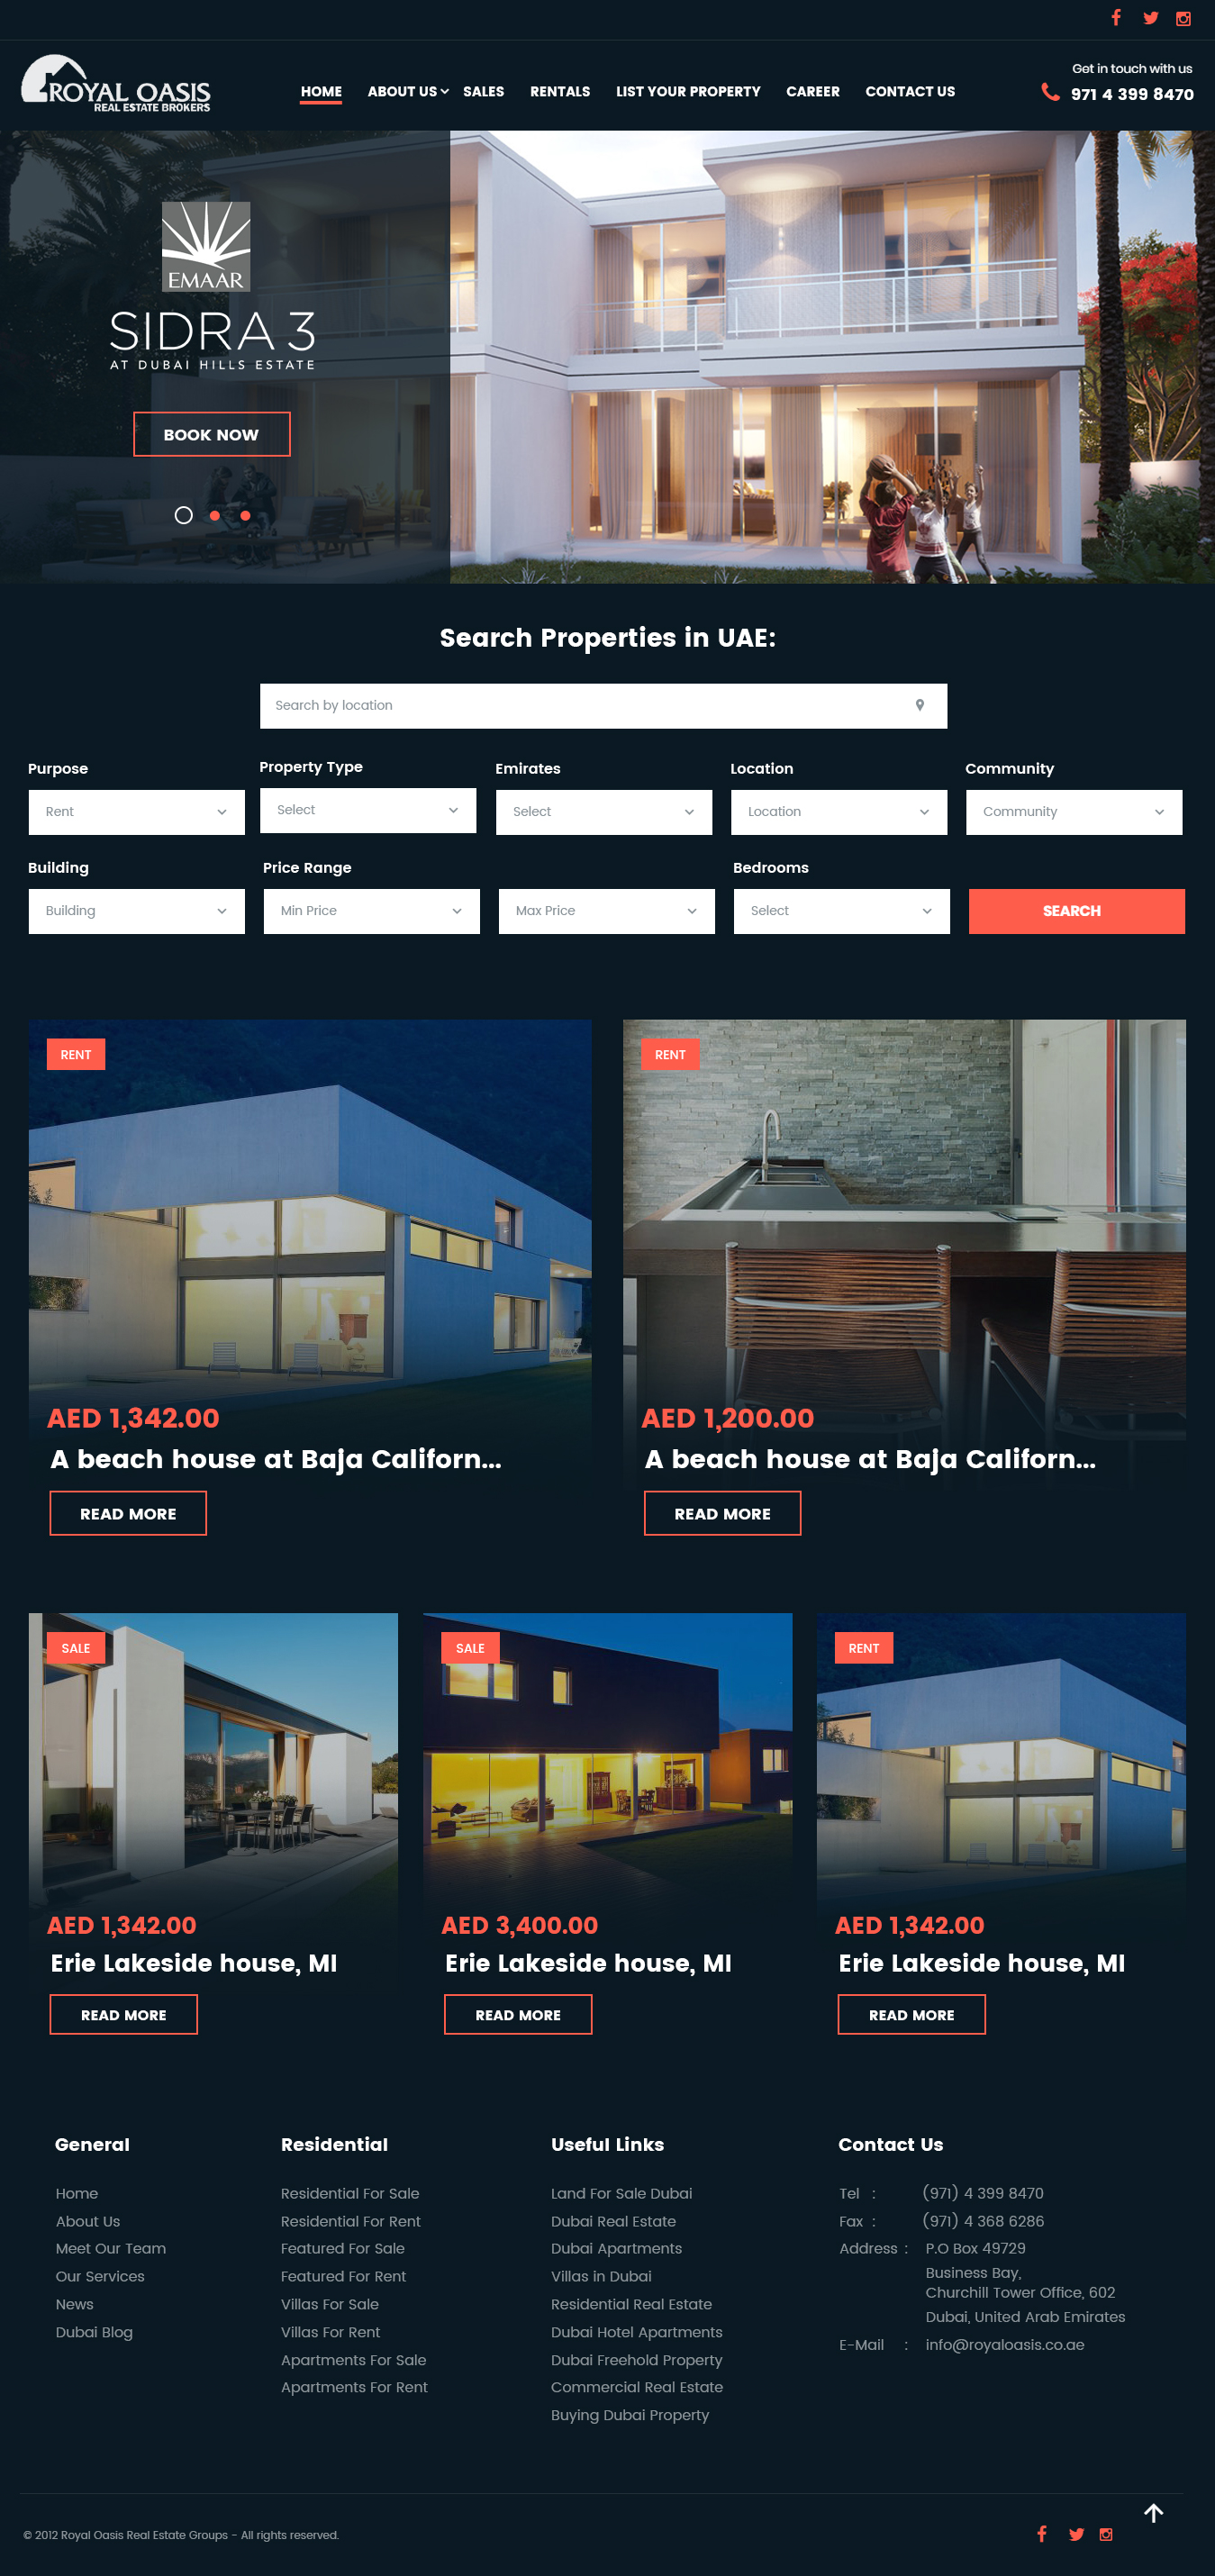 Get in touch with us
ROYAL OASIS
REAL ESTATE BROKERS
HOME ABOUT US SALES RENTALS LIST YOUR PROPERTY CAREER CONTACT US
971 4 399 8470
EMAAR
SIDRA 3
AT DUBAI HILLS ESTATE
BOOK NOW
Search Properties in UAE:
Search by location
Purpose Property Type Emirates Location Community
Rent Select Select Location Community
Building Price Range Bedrooms
Building Min Price Max Price Select SEARCH
RENT RENT
AED 1,342.00 AED 1,200.00
A beach house at Baja Californ... A beach house at Baja Californ...
READ MORE READ MORE
SALE SALE RENT
AED 1,342.00 AED 3,400.00 AED 1,342.00
Erie Lakeside house, MI Erie Lakeside house, MI Erie Lakeside house, MI
READ MORE READ MORE READ MORE
General
Home
About Us
Meet Our Team
Our Services
News
Dubai Blog
Residential
Residential For Sale
Residential For Rent
Featured For Sale
Featured For Rent
Villas For Sale
Villas For Rent
Apartments For Sale
Apartments For Rent
Useful Links
Land For Sale Dubai
Dubai Real Estate
Dubai Apartments
Villas in Dubai
Residential Real Estate
Dubai Hotel Apartments
Dubai Freehold Property
Commercial Real Estate
Buying Dubai Property
Contact Us
Tel : (971) 4 399 8470
Fax : (971) 4 368 6286
Address : P.O Box 49729
Business Bay,
Churchill Tower Office, 602
Dubai, United Arab Emirates
E-Mail : info@royaloasis.co.ae
© 2012 Royal Oasis Real Estate Groups - All rights reserved.